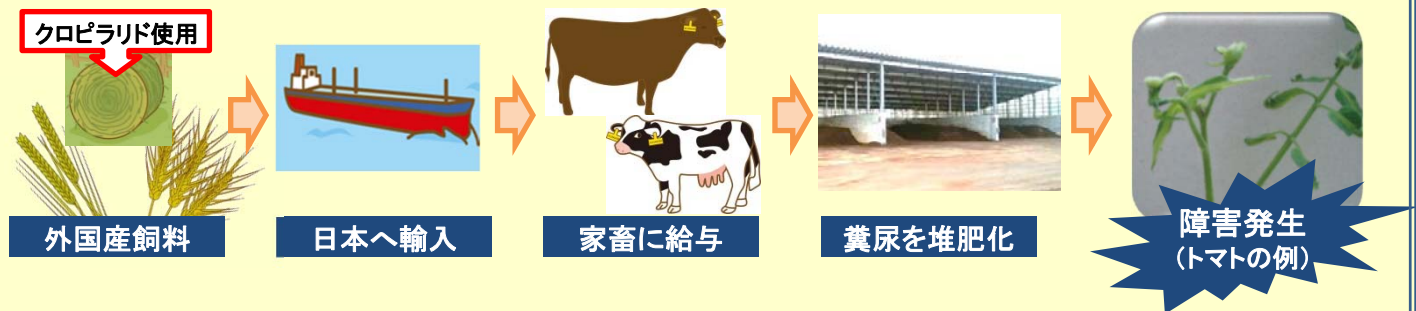 クロピラリド使用
外国産飼料
日本へ輸入
家畜に給与
糞尿を堆肥化
障害発生
（トマトの例）